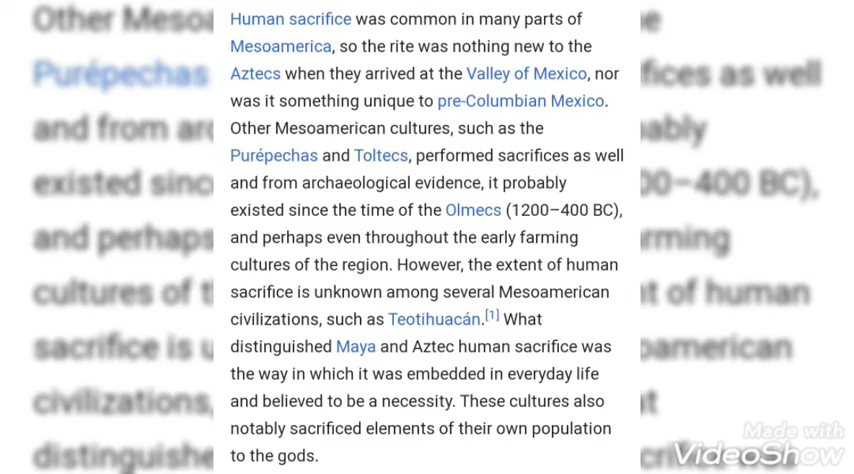 Human sacrifice was common in many parts of
Mesoamerica, so the rite was nothing new to the
Aztecs when they arrived at the Valley of Mexico, nor
was it something unique to pre-Columbian Mexico.
Other Mesoamerican cultures, such as the
Purépechas and Toltecs, performed sacrifices as well
and from archaeological evidence, it probably
existed since the time of the Olmecs (1200–400 BC),
and perhaps even throughout the early farming
cultures of the region. However, the extent of human
sacrifice is unknown among several Mesoamerican
civilizations, such as Teotihuacán.[1] What
distinguished Maya and Aztec human sacrifice was
the way in which it was embedded in everyday life
and believed to be a necessity. These cultures also
notably sacrificed elements of their own population
to the gods.
Made with
VideoShow